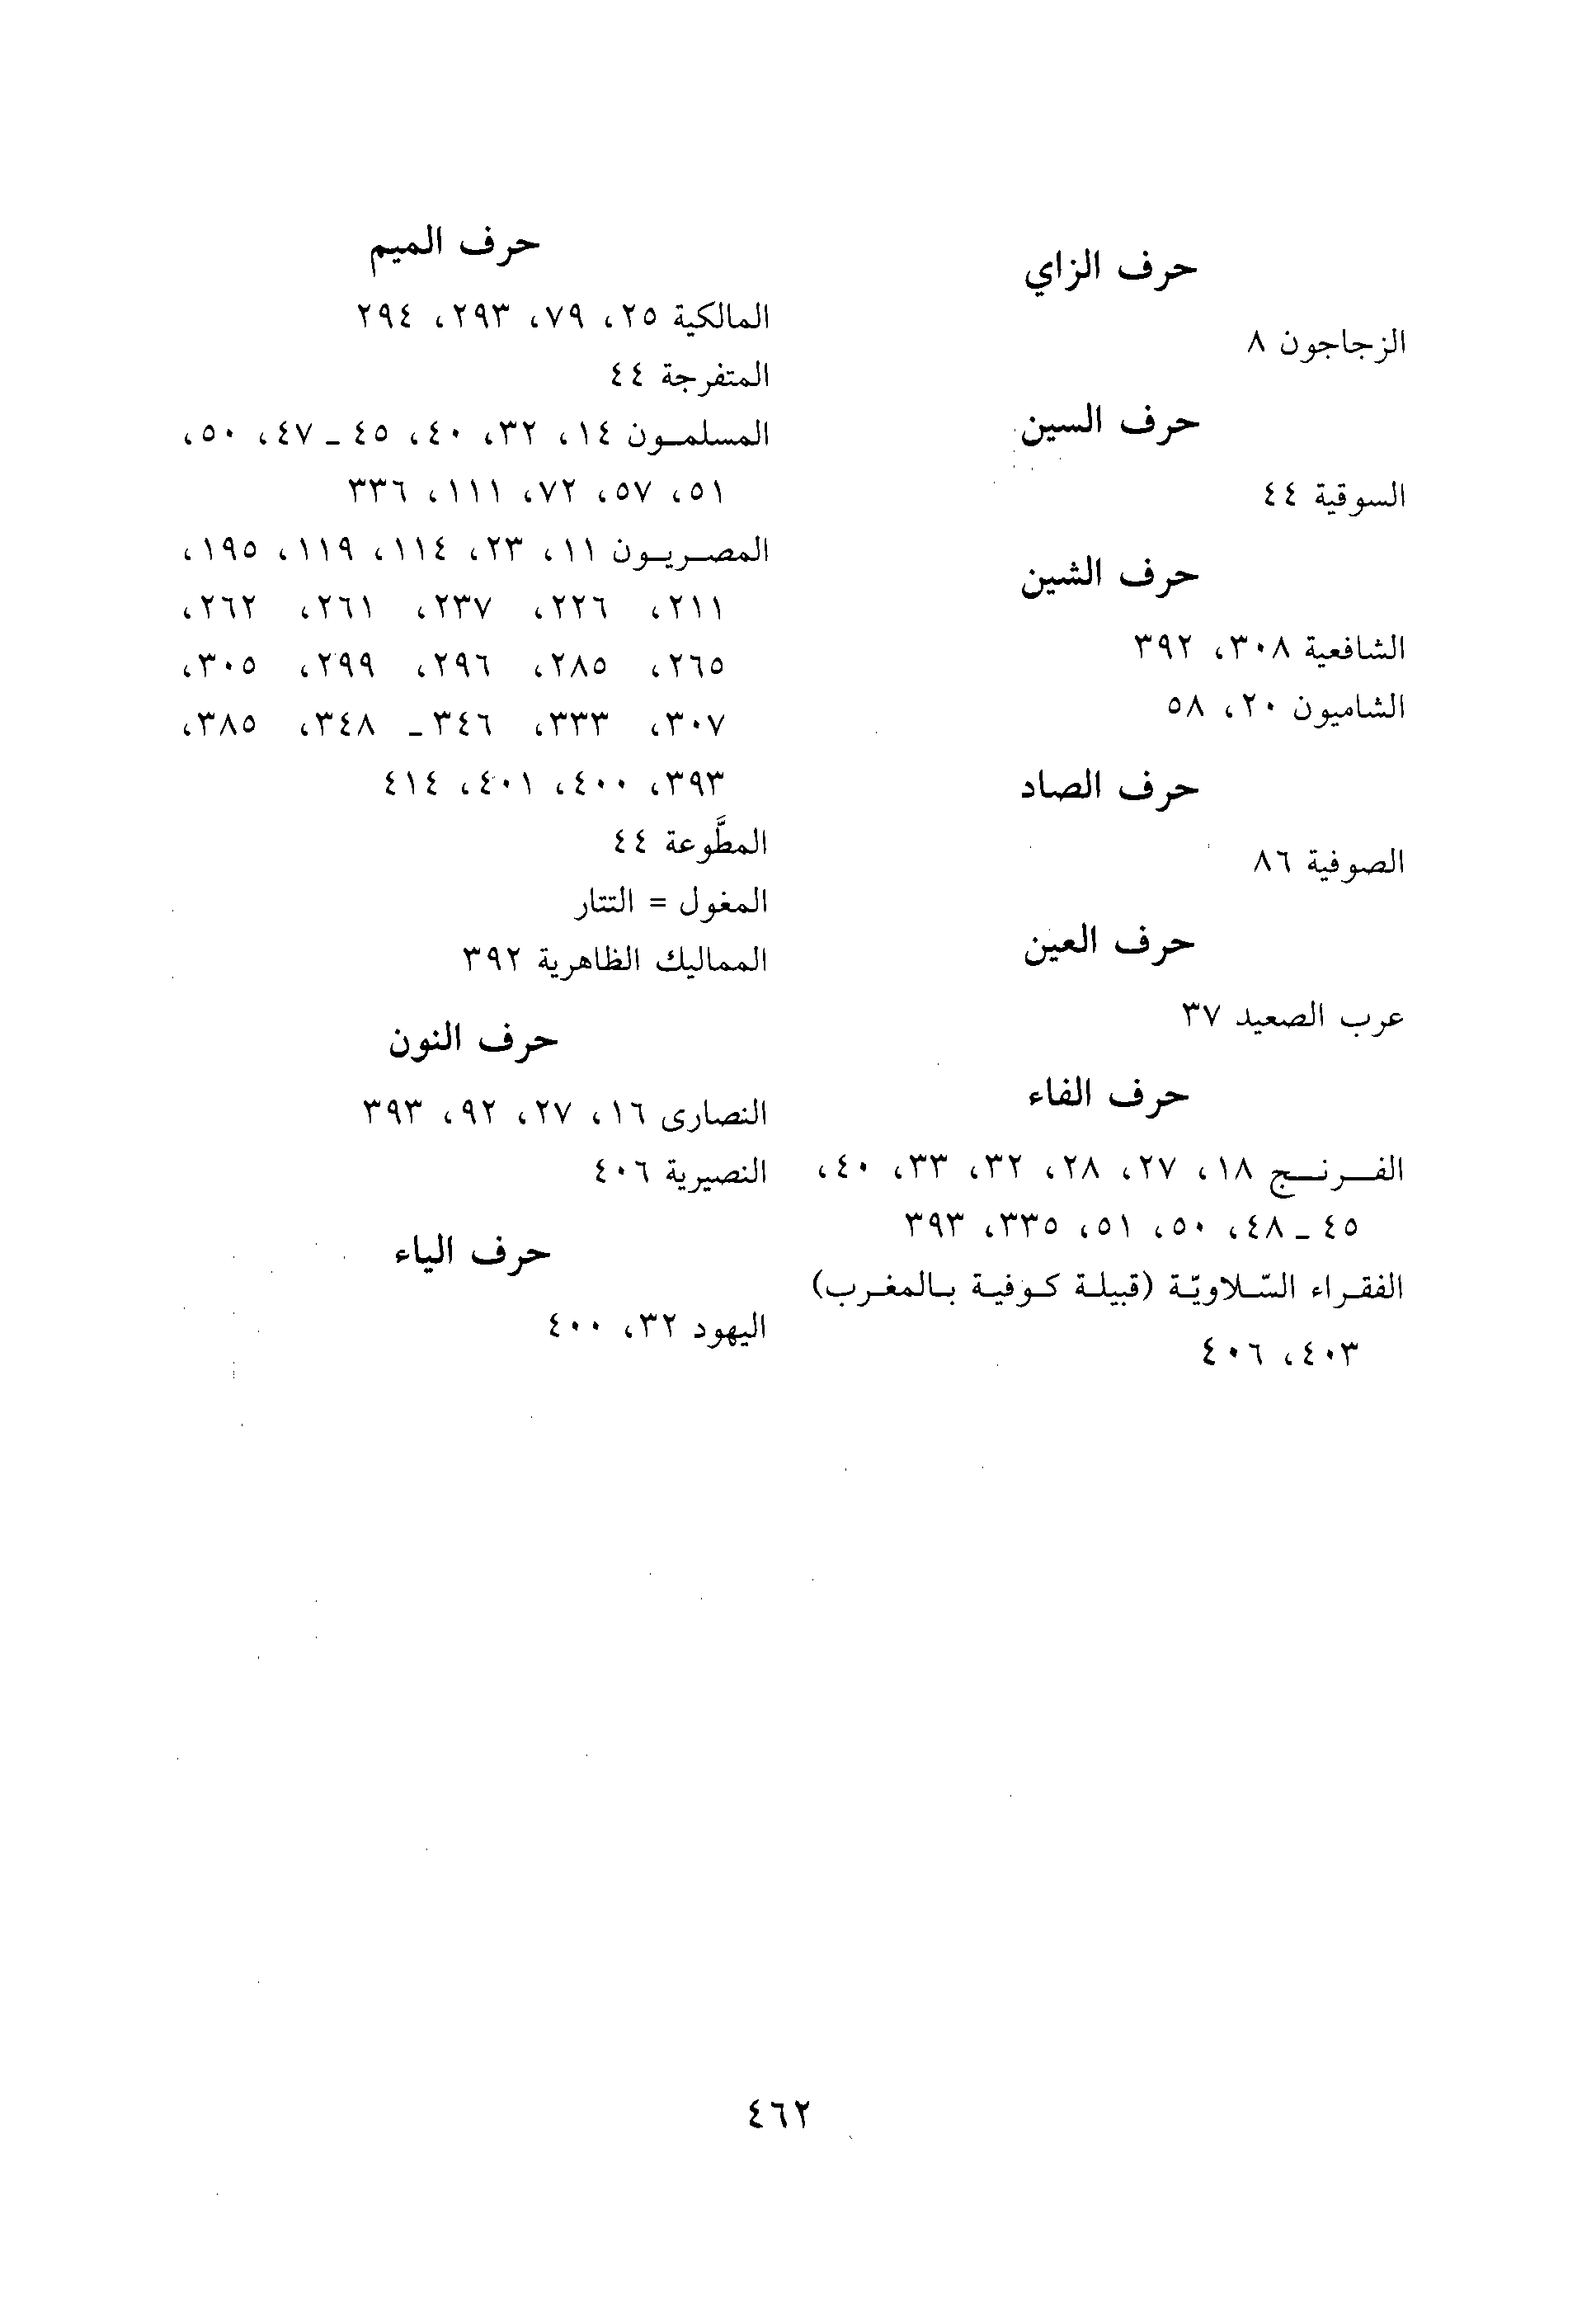 حرف الزاي
الزجاجون ٨
حرف السين
السوقية ٤٤
حرف الشين
الشافعية ٣٠٨، ٣٩٢
الشاميون ٢٠، ٥٨
حرف الصاد
الصوفية ٨٦
حرف العين
عرب الصعيد ٣٧
حرف الفاء
الفرنج ١٨، ٢٧، ٢٨، ٣٢، ٣٣، ٤٠،
٤٥ ـ ٤٨، ٥٠، ٥١، ٣٣٥، ٣٩٣
الفقراء السّلاويّة (قبيلة كوفية بالمغرب)
٤٠٣، ٤٠٦
حرف الميم
المالكية ٢٥، ٧٩، ٢٩٣، ٢٩٤
المتفرجة ٤٤
المسلمون ١٤، ٣٢، ٤٠، ٤٥ ـ ٤٧، ٥٠،
٥١، ٥٧، ٧٢، ١١١، ٣٣٦
المصريون ١١، ٢٣، ١١٤، ١١٩، ١٩٥،
٢١١، ٢٢٦، ٢٣٧، ٢٦١، ٢٦٢،
٢٦٥، ٢٨٥، ٢٩٦، ٢٩٩، ٣٠٥،
٣٠٧، ٣٣٣، ٣٤٦ ـ ٣٤٨، ٣٨٥،
٣٩٣، ٤٠٠، ٤٠١، ٤١٤
المطَّوعة ٤٤
المغول = التتار
المماليك الظاهرية ٣٩٢
حرف النون
النصارى ١٦، ٢٧، ٩٢، ٣٩٣
النصيرية ٤٠٦
حرف الياء
اليهود ٣٢، ٤٠٠
٤٦٢